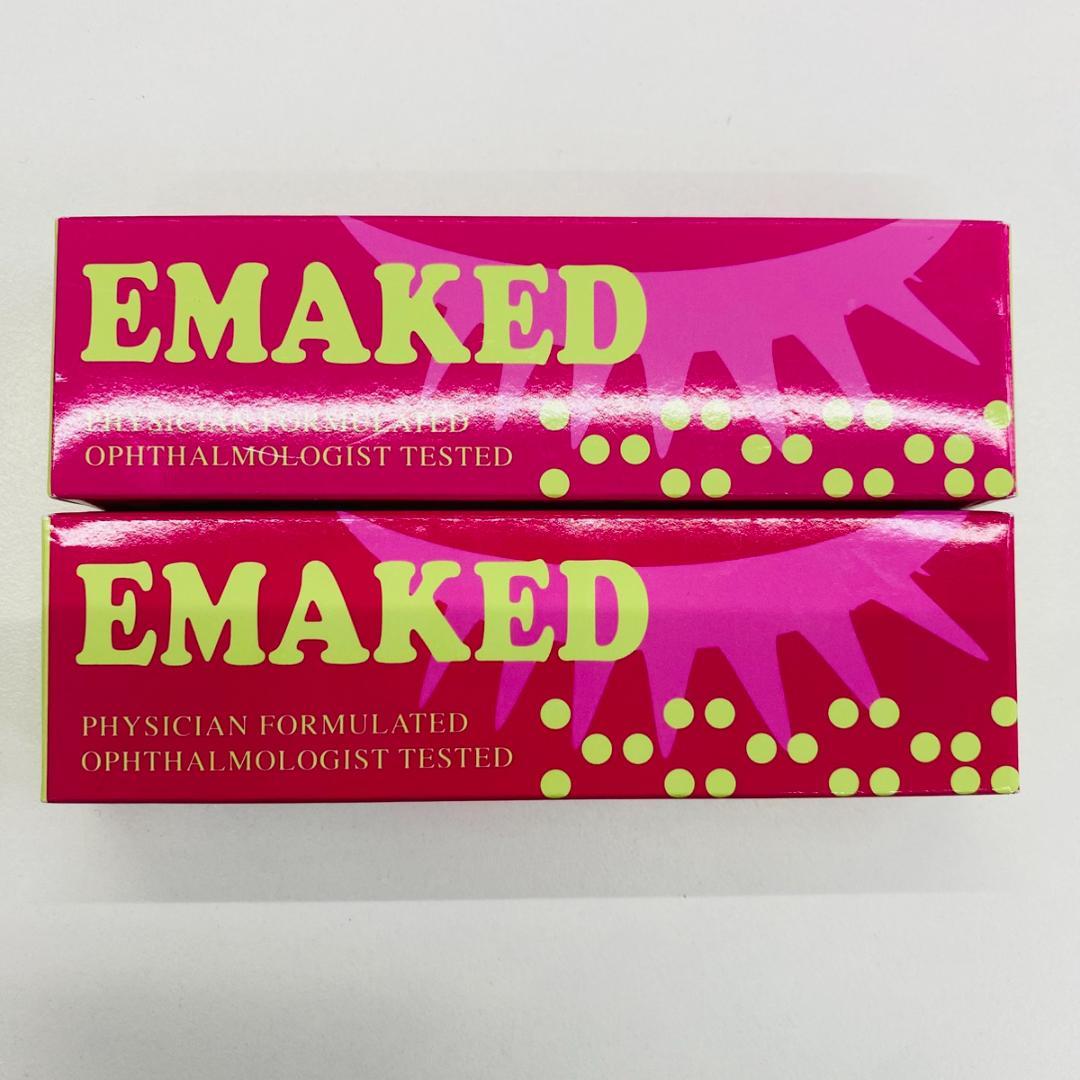 EMAKED
PHYSICIAN FORMULATED
OPHTHALMOLOGIST TESTED
EMAKED
PHYSICIAN FORMULATED
OPHTHALMOLOGIST TESTED